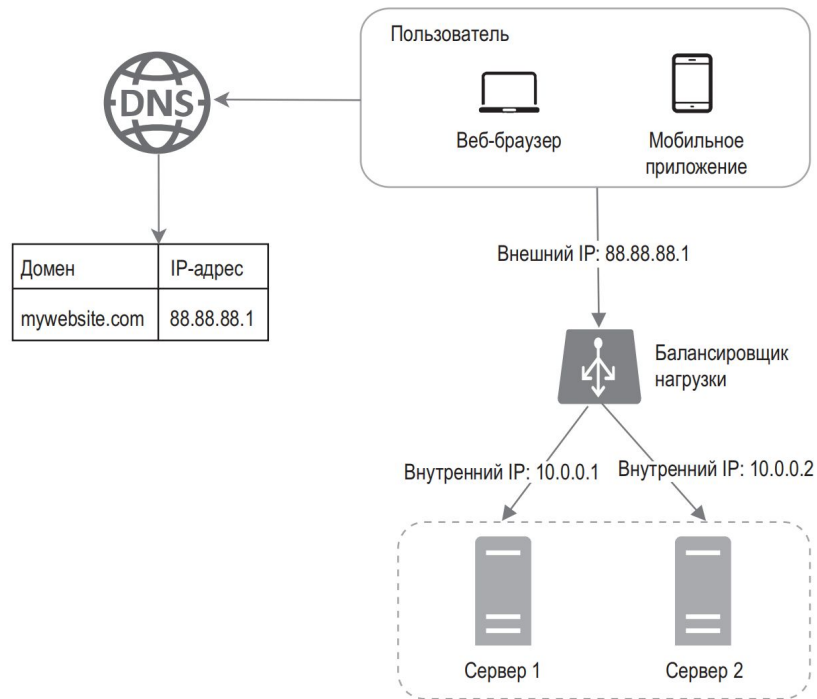 Пользователь
DNS
Веб-браузер
Мобильное
приложение
Внешний IP: 88.88.88.1
Домен IP-адрес
mywebsite.com 88.88.88.1
Балансировщик
нагрузки
Внутренний IP: 10.0.0.1 Внутренний IP: 10.0.0.2
Сервер 1 Сервер 2